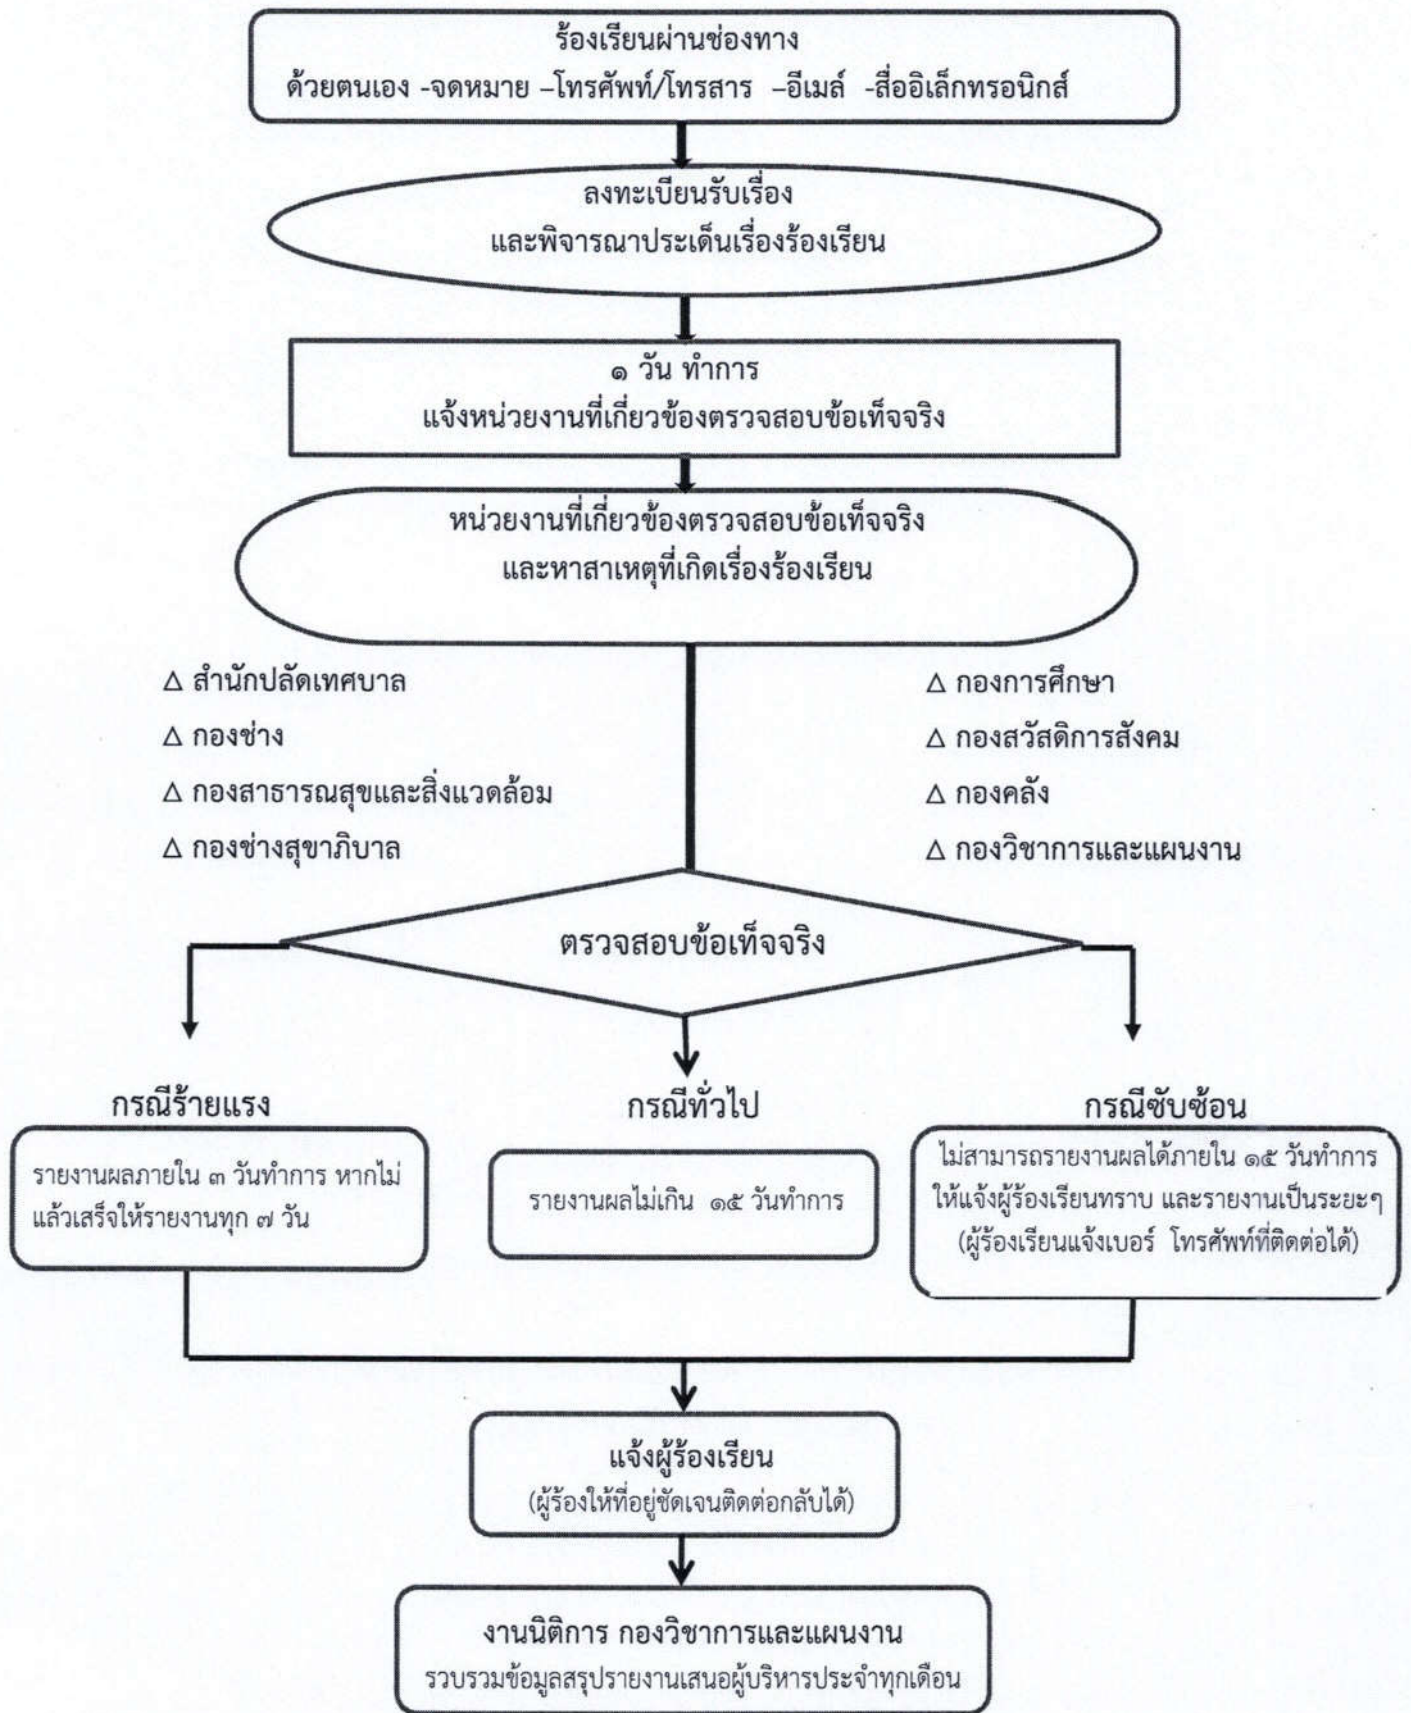 ร้องเรียนผ่านช่องทาง
ด้วยตนเอง -จดหมาย –โทรศัพท์/โทรสาร –อีเมล์ -สื่ออิเล็กทรอนิกส์
ลงทะเบียนรับเรื่อง
และพิจารณาประเด็นเรื่องร้องเรียน
๑ วัน ทำการ
แจ้งหน่วยงานที่เกี่ยวข้องตรวจสอบข้อเท็จจริง
หน่วยงานที่เกี่ยวข้องตรวจสอบข้อเท็จจริง
และหาสาเหตุที่เกิดเรื่องร้องเรียน
∆ สำนักปลัดเทศบาล
∆ กองช่าง
∆ กองสาธารณสุขและสิ่งแวดล้อม
∆ กองช่างสุขาภิบาล
∆ กองการศึกษา
∆ กองสวัสดิการสังคม
∆ กองคลัง
∆ กองวิชาการและแผนงาน
ตรวจสอบข้อเท็จจริง
กรณีร้ายแรง
รายงานผลภายใน ๓ วันทำการ หากไม่
แล้วเสร็จให้รายงานทุก ๗ วัน
กรณีทั่วไป
รายงานผลไม่เกิน ๑๕ วันทำการ
กรณีซับซ้อน
ไม่สามารถรายงานผลได้ภายใน ๑๕ วันทำการ
ให้แจ้งผู้ร้องเรียนทราบ และรายงานเป็นระยะๆ
(ผู้ร้องเรียนแจ้งเบอร์ โทรศัพท์ที่ติดต่อได้)
แจ้งผู้ร้องเรียน
(ผู้ร้องให้ที่อยู่ชัดเจนติดต่อกลับได้)
งานนิติการ กองวิชาการและแผนงาน
รวบรวมข้อมูลสรุปรายงานเสนอผู้บริหารประจำทุกเดือน